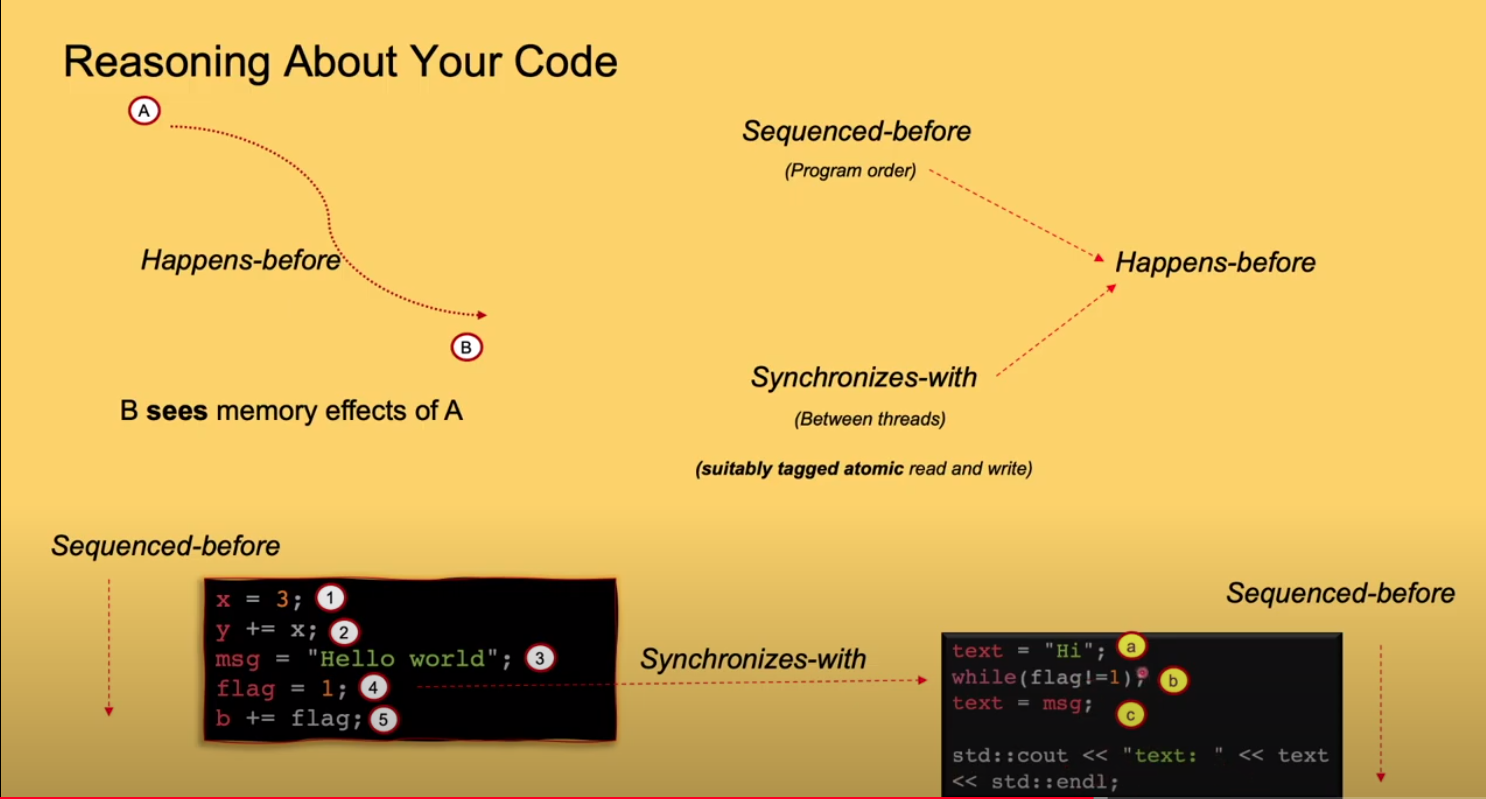 Reasoning About Your Code
A
Happens-before
B
B sees memory effects of A
Sequenced-before
(Program order)
Happens-before
Synchronizes-with
(Between threads)
(suitably tagged atomic read and write)
Sequenced-before
x = 3; 1
y += x; 2
msg = "Hello world"; 3
flag = 1; 4
b += flag; 5
Synchronizes-with
Sequenced-before
text = "Hi"; a
while(flag!=1); b
text = msg; c
std::cout << "text: " << text
<< std::endl;